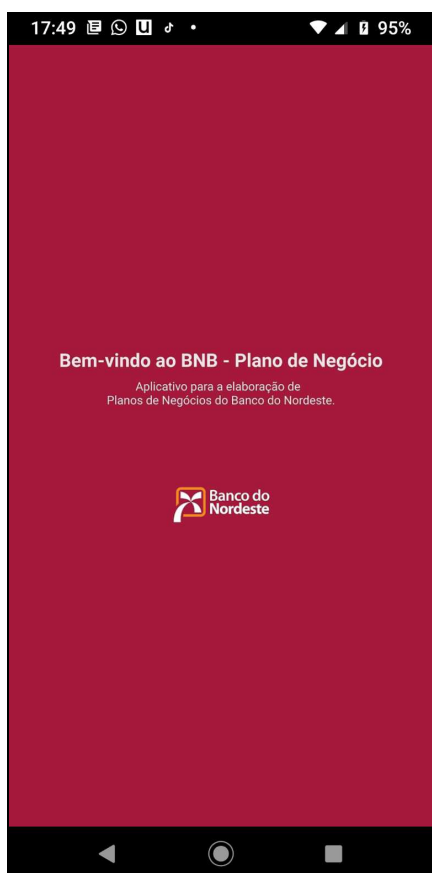 17:49 95%
Bem-vindo ao BNB - Plano de Negócio
Aplicativo para a elaboração de
Planos de Negócios do Banco do Nordeste.
Banco do
Nordeste